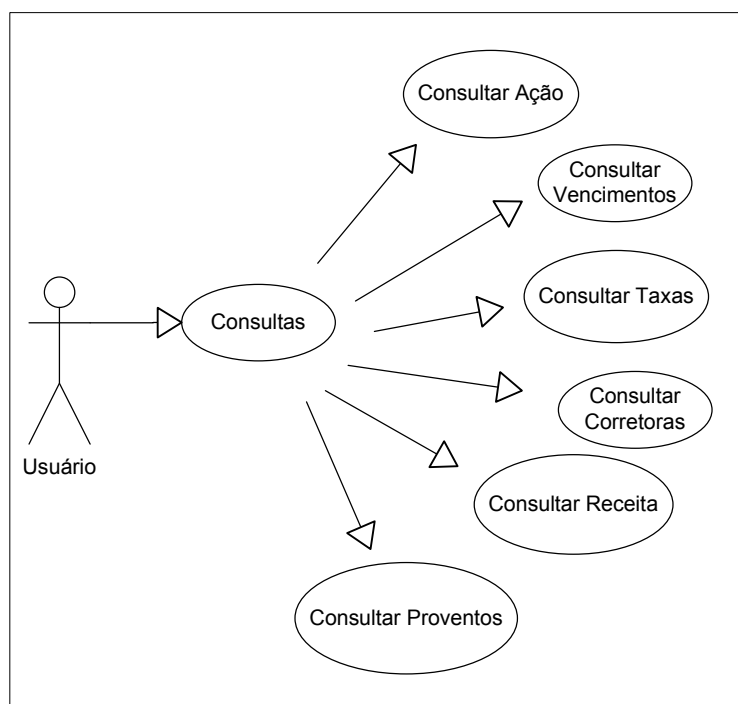 Consultar Ação
Consultar
Vencimentos
Consultar Taxas
Consultas
Consultar
Corretoras
Usuário
Consultar Receita
Consultar Proventos